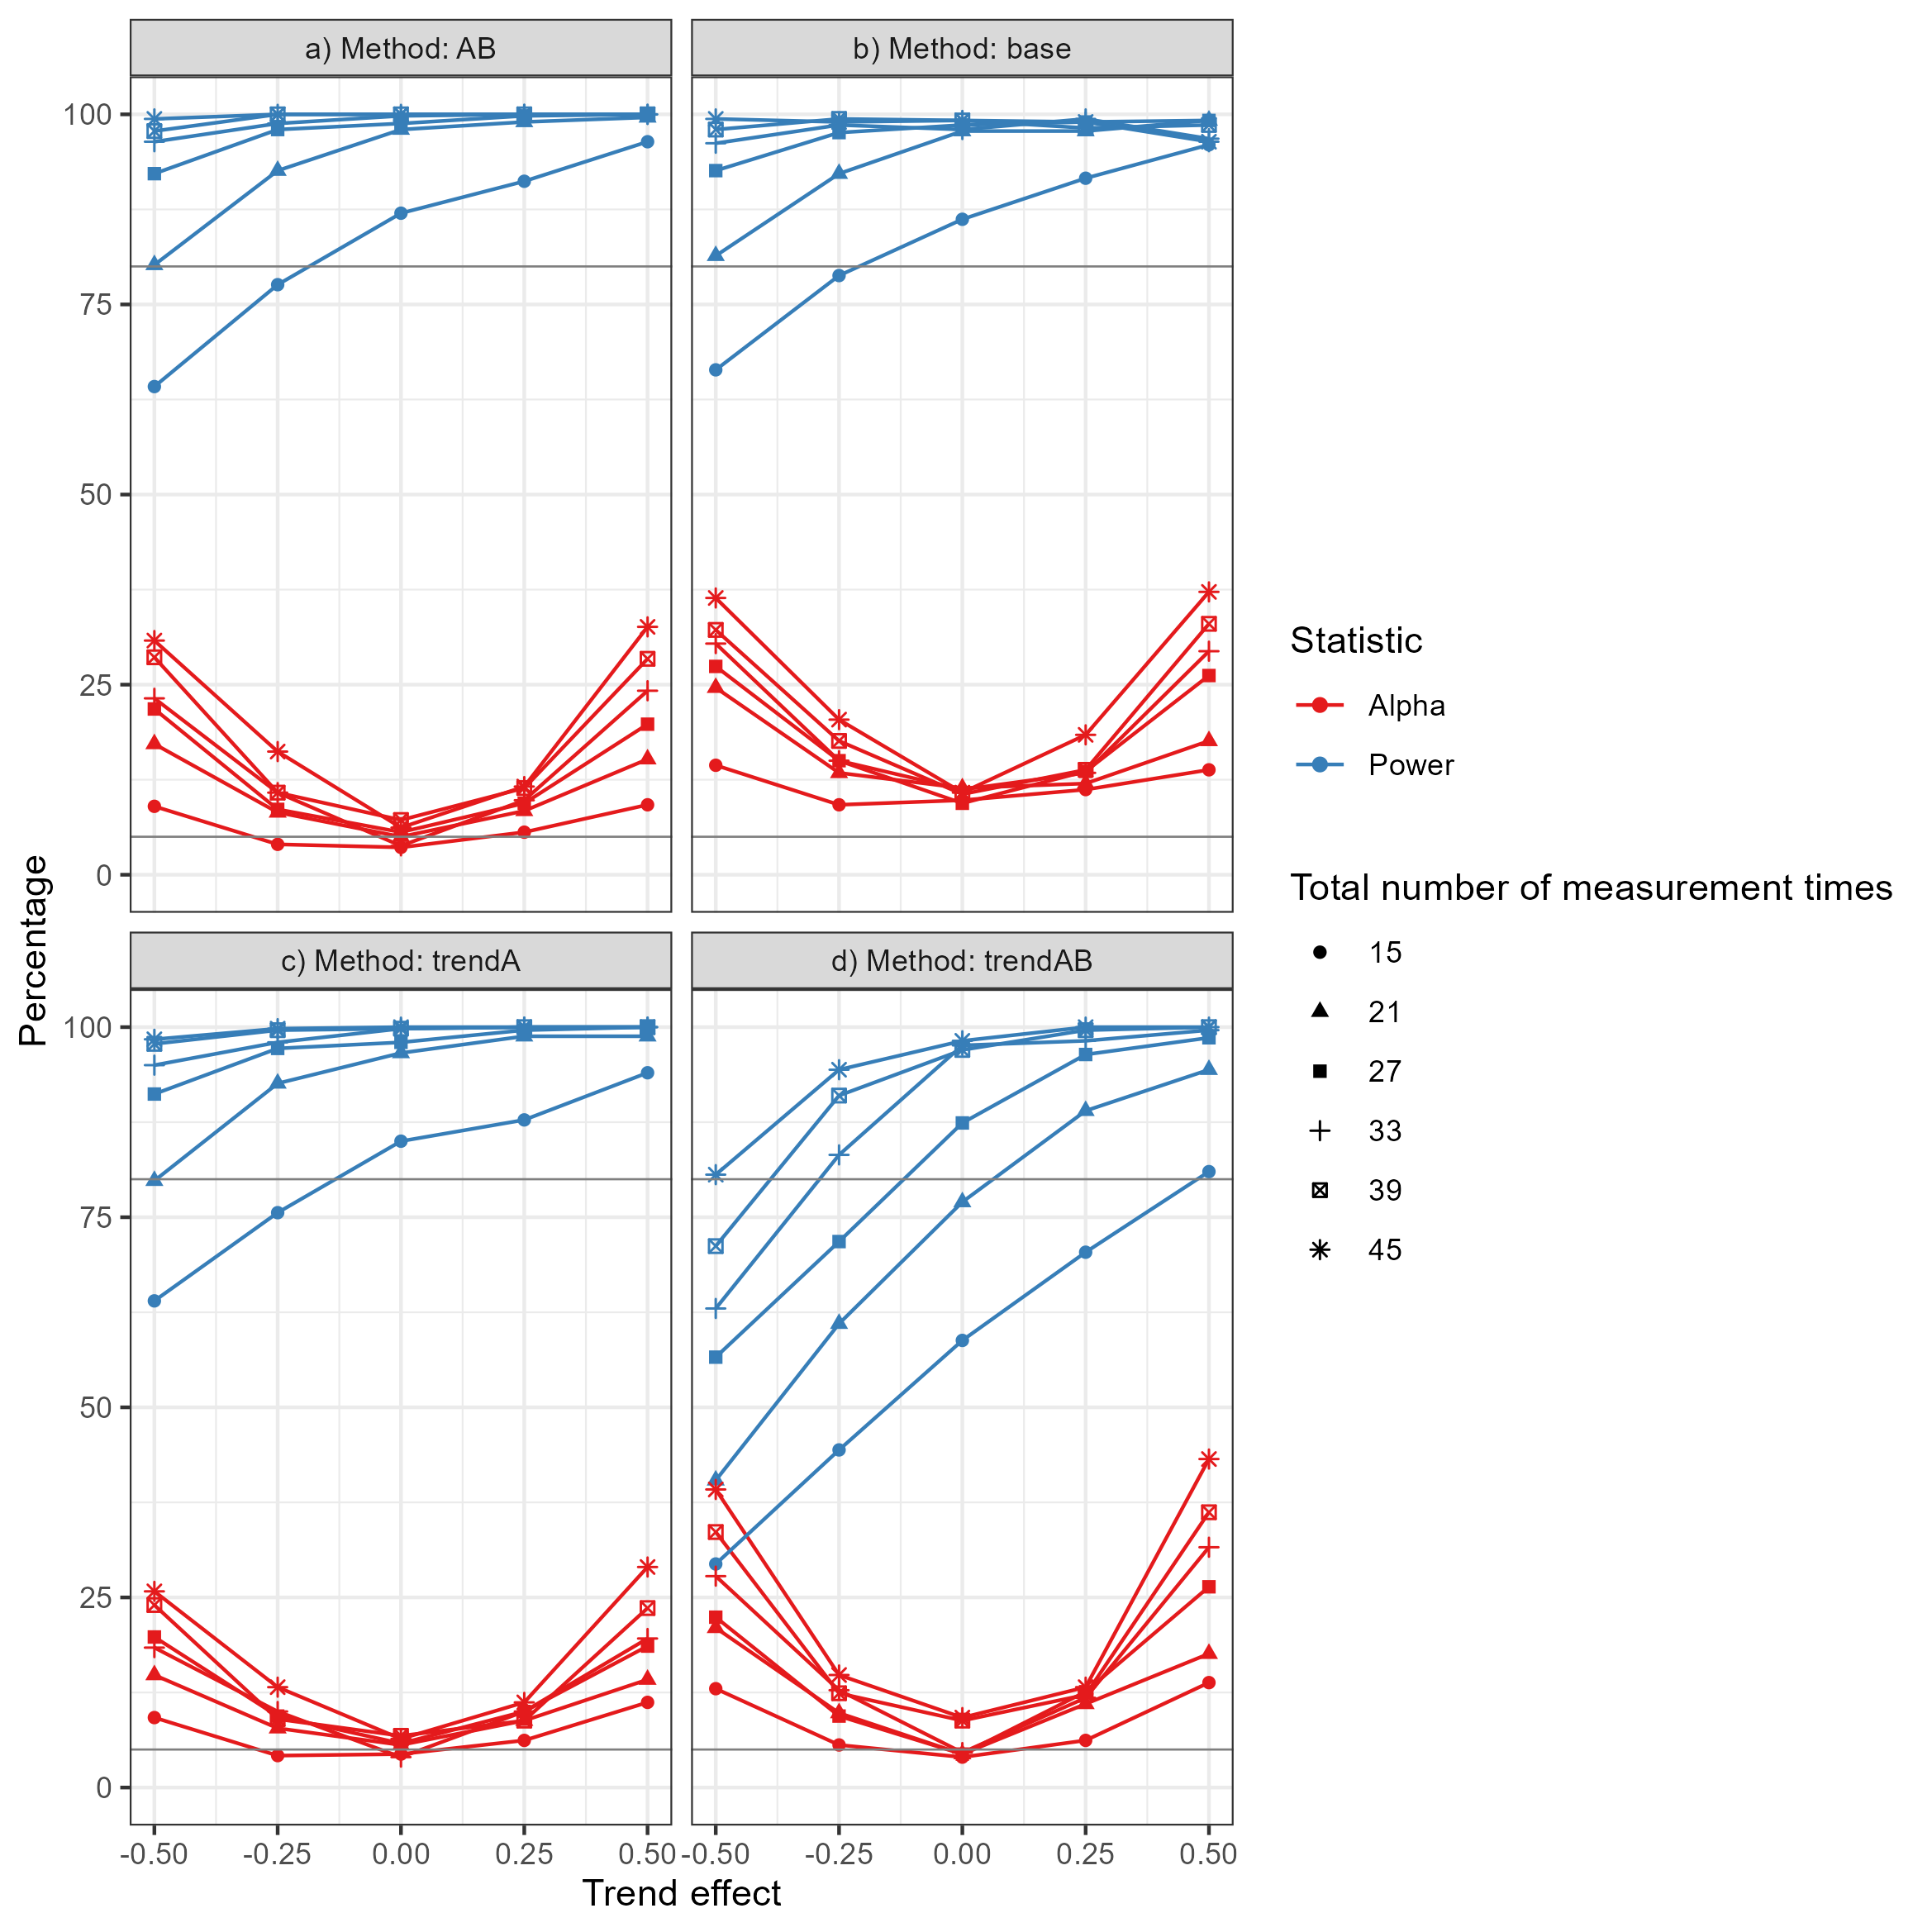 a) Method: AB
b) Method: base
100
75
50
25
0
c) Method: trendA
d) Method: trendAB
100
75
50
25
0
-0.50 -0.25 0.00 0.25 0.50
-0.50 -0.25 0.00 0.25 0.50
Trend effect
Percentage
Statistic
Alpha
Power
Total number of measurement times
15
21
27
33
39
45